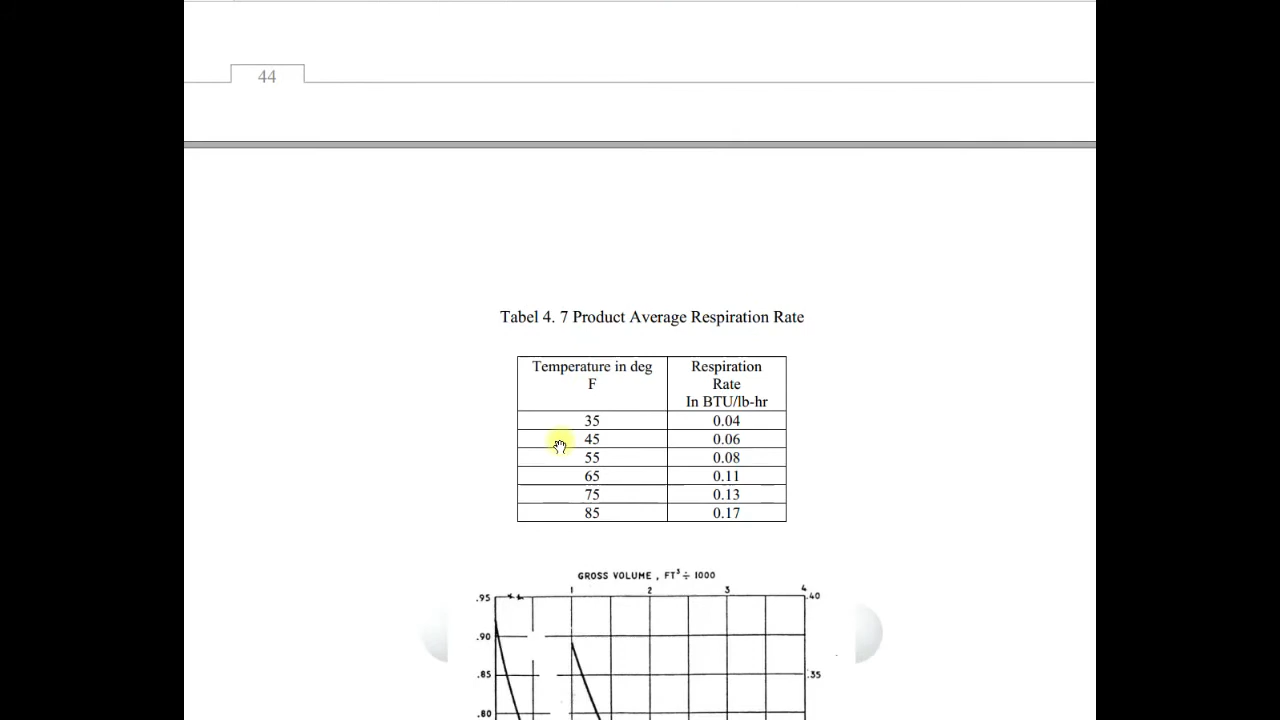 44
Tabel 4. 7 Product Average Respiration Rate
Temperature in deg F Respiration Rate In BTU/lb-hr
35 0.04
45 0.06
55 0.08
65 0.11
75 0.13
85 0.17
GROSS VOLUME , FT³ ÷ 1000
1 2 3 4
.95 .40
.90
.85 .35
.80